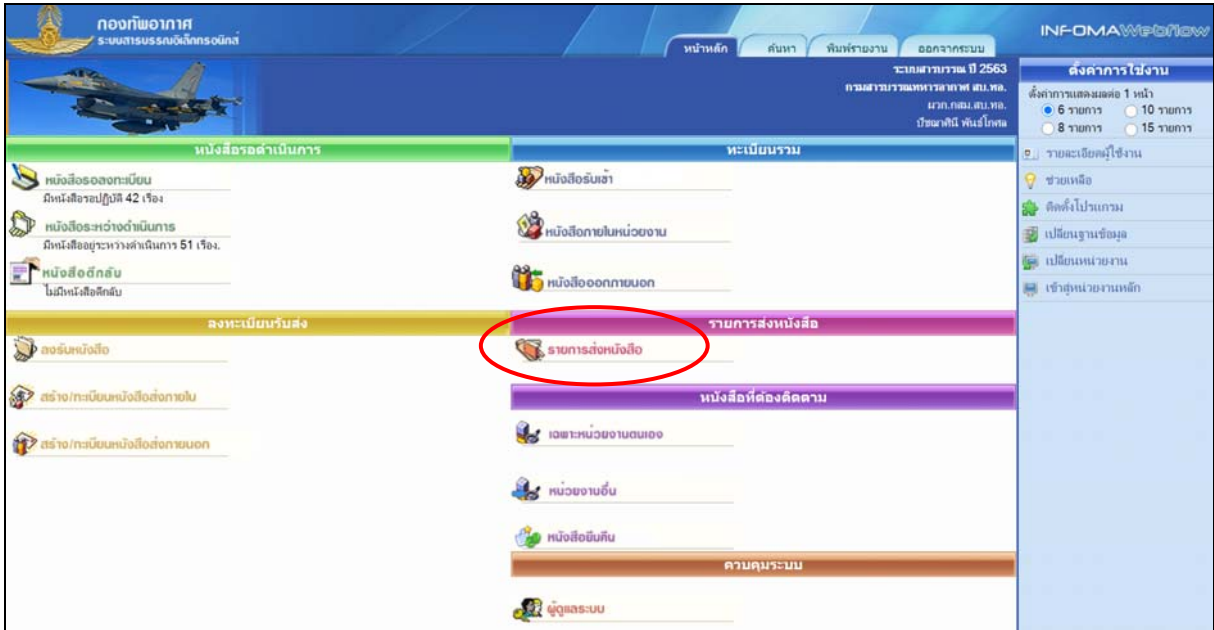 กองทัพอากาศ
ระบบสารบรรณอิเล็กทรอนิกส์
หน้าหลัก
ค้นหา
พิมพ์รายงาน
ออกจากระบบ
INFOMAWebflow
ระบบสารบรรณ ปี 2563
กรมสารบรรณทหารอากาศ สบ.ทอ.
ผวก.กสม.สบ.ทอ.
ตั้งค่าการใช้งาน
ตั้งค่าการแสดงผลต่อ 1 หน้า
6 รายการ 10 รายการ
8 รายการ 15 รายการ
รายละเอียดผู้ใช้งาน
ช่วยเหลือ
ติดตั้งโปรแกรม
เปลี่ยนฐานข้อมูล
เปลี่ยนหน่วยงาน
เข้าสู่หน่วยงานหลัก
หนังสือรอดำเนินการ
หนังสือรอลงทะเบียน
มีหนังสือรอปฏิบัติ 42 เรื่อง
หนังสือระหว่างดำเนินการ
มีหนังสืออยู่ระหว่างดำเนินการ 51 เรื่อง.
หนังสือตีกลับ
ไม่มีหนังสือตีกลับ
ทะเบียนรวม
หนังสือรับเข้า
หนังสือภายในหน่วยงาน
หนังสือออกภายนอก
ลงทะเบียนรับส่ง
ลงรับหนังสือ
สร้าง/ทะเบียนหนังสือส่งภายใน
สร้าง/ทะเบียนหนังสือส่งภายนอก
รายการส่งหนังสือ
รายการส่งหนังสือ
หนังสือที่ต้องติดตาม
เฉพาะหน่วยงานตนเอง
หน่วยงานอื่น
หนังสือยืมคืน
ควบคุมระบบ
ผู้ดูแลระบบ